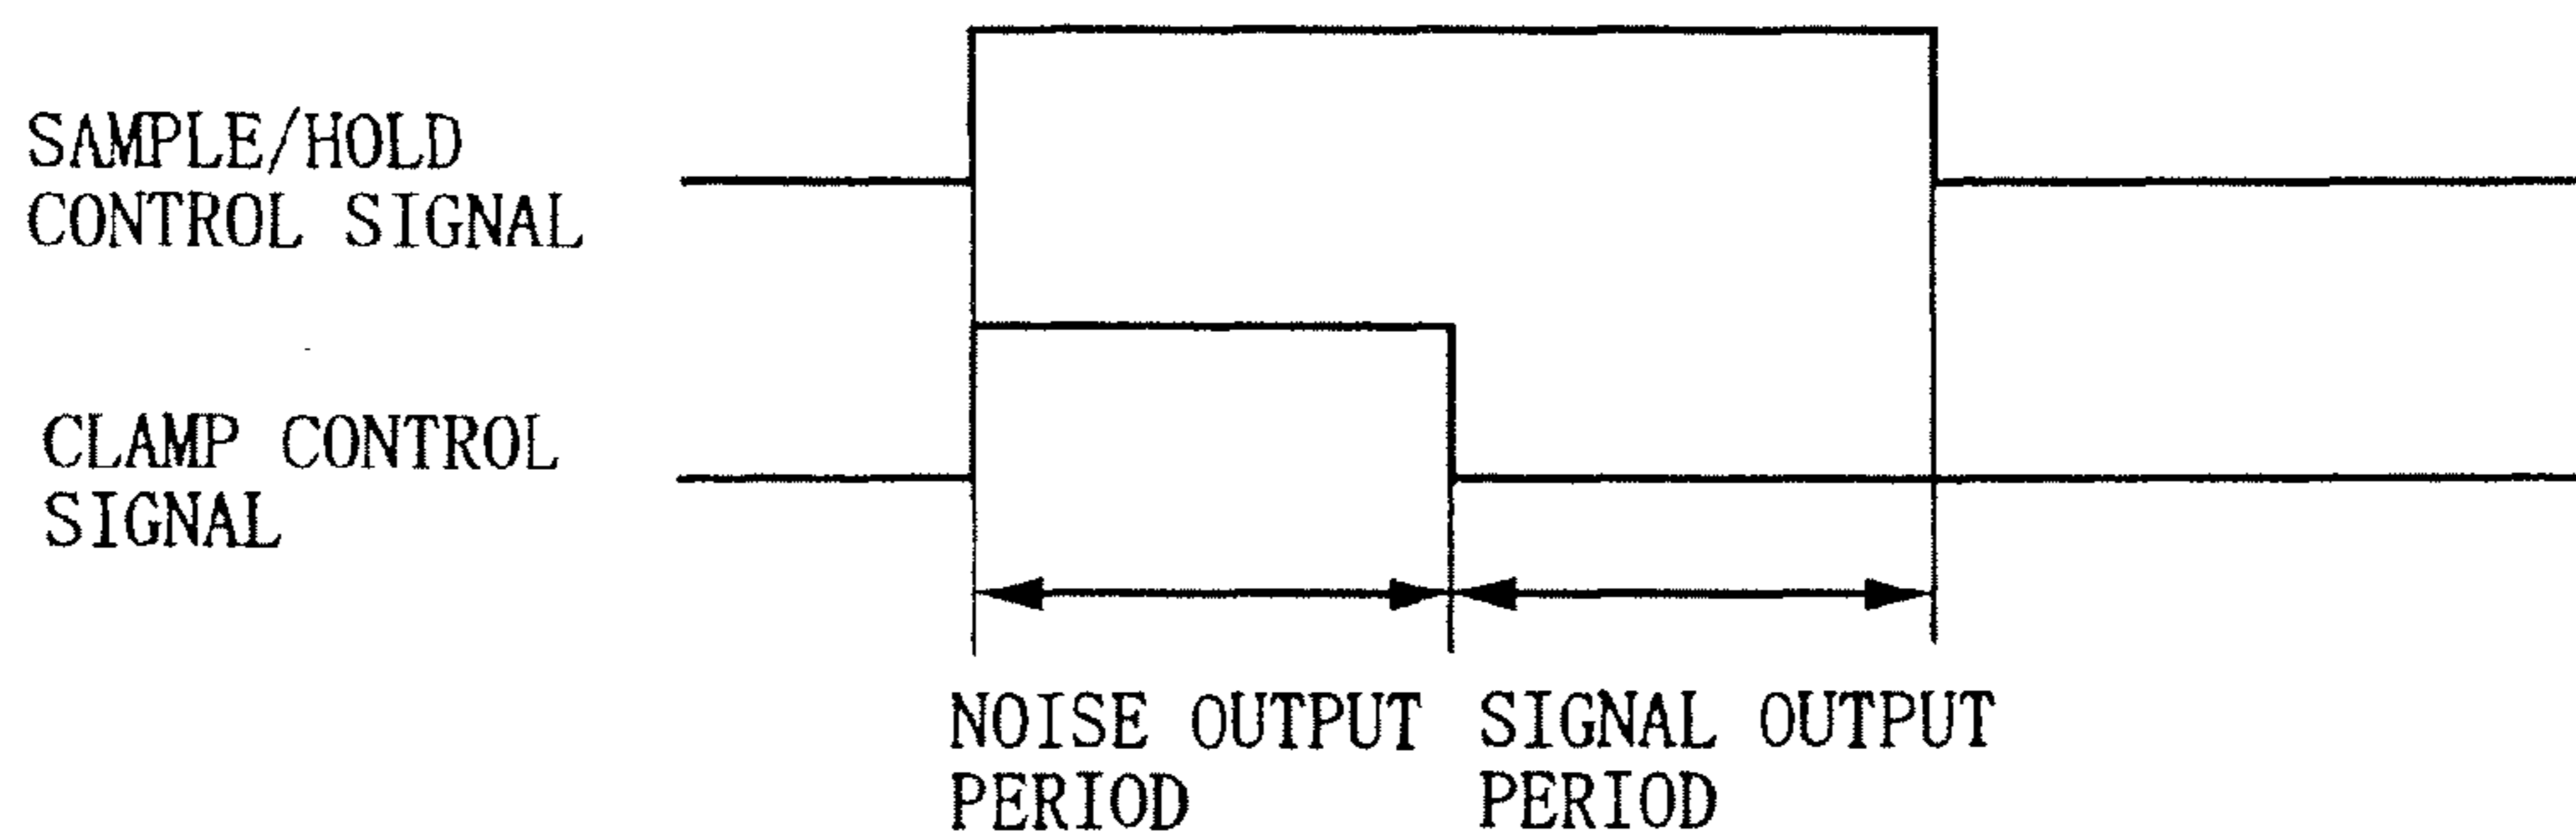 SAMPLE/HOLD
CONTROL SIGNAL
CLAMP CONTROL
SIGNAL
NOISE OUTPUT
PERIOD
SIGNAL OUTPUT
PERIOD